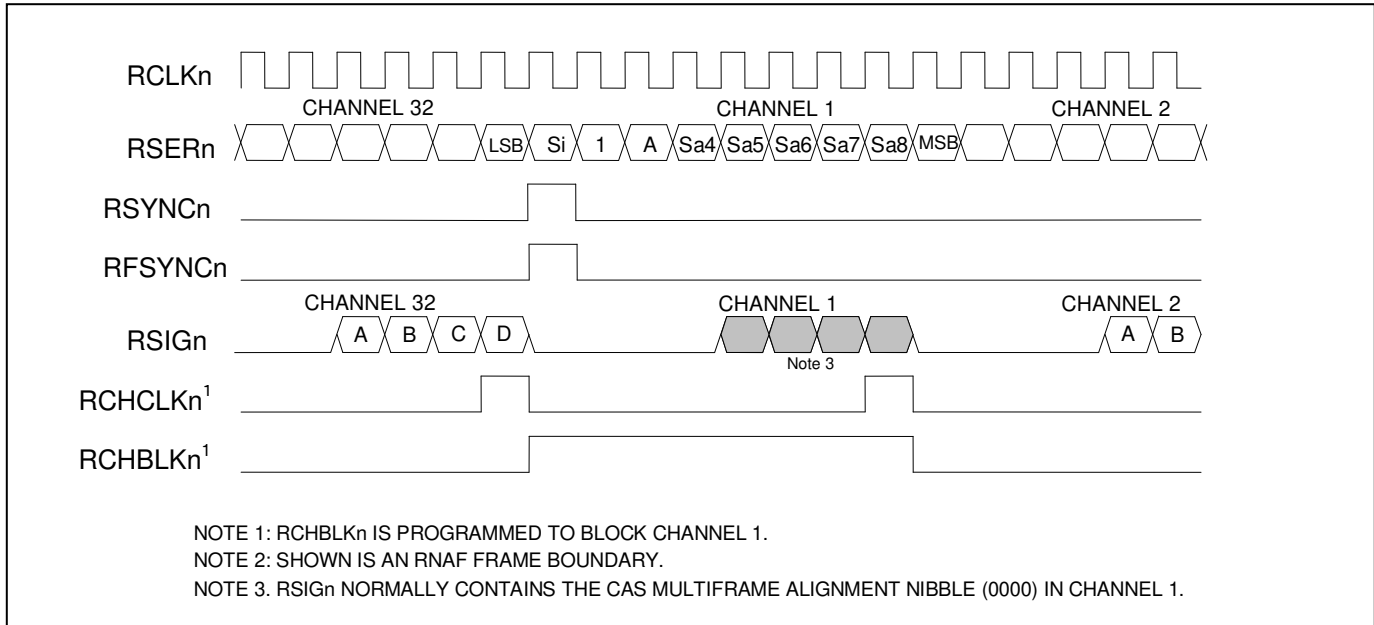 RCLKn
CHANNEL 32 CHANNEL 1 CHANNEL 2
RSERn LSB Si 1 A Sa4 Sa5 Sa6 Sa7 Sa8 MSB
RSYNCn
RFSYNCn
CHANNEL 32 CHANNEL 1 CHANNEL 2
RSIGn A B C D A B
Note 3
RCHCLKn¹
RCHBLKn¹
NOTE 1: RCHBLKn IS PROGRAMMED TO BLOCK CHANNEL 1.
NOTE 2: SHOWN IS AN RNAF FRAME BOUNDARY.
NOTE 3. RSIGn NORMALLY CONTAINS THE CAS MULTIFRAME ALIGNMENT NIBBLE (0000) IN CHANNEL 1.